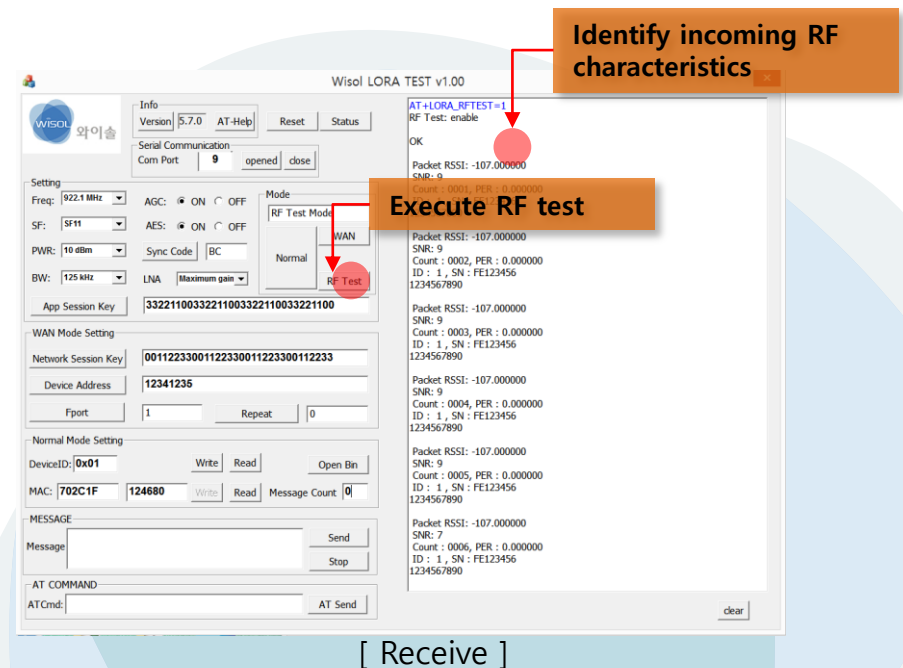 Identify incoming RF
characteristics
Wisol LORA TEST v1.00
wisol 와이솔
Info
Version 5.7.0 AT-Help Reset Status
Serial Communication
Com Port 9 opened close
Setting
Freq: 922.1 MHz AGC: ON OFF
SF: SF11 AES: ON OFF
PWR: 10 dBm Sync Code BC
BW: 125 kHz LNA Maximum gain
Mode
RF Test Mode
WAN
Normal
RF Test
Execute RF test
App Session Key 33221100332211003322110033221100
WAN Mode Setting
Network Session Key 00112233001122330011223300112233
Device Address 12341235
Fport 1 Repeat 0
Normal Mode Setting
DeviceID: 0x01 Write Read Open Bin
MAC: 702C1F 124680 Write Read Message Count 0
MESSAGE
Message Send
Stop
AT COMMAND
ATCmd: AT Send
AT+LORA_RFTEST=1
RF Test: enable
OK
Packet RSSI: -107.000000
SNR: 9
Count : 0001, PER : 0.000000
Packet RSSI: -107.000000
SNR: 9
Count : 0002, PER : 0.000000
ID : 1 , SN : FE123456
1234567890
Packet RSSI: -107.000000
SNR: 9
Count : 0003, PER : 0.000000
ID : 1 , SN : FE123456
1234567890
Packet RSSI: -107.000000
SNR: 9
Count : 0004, PER : 0.000000
ID : 1 , SN : FE123456
1234567890
Packet RSSI: -107.000000
SNR: 9
Count : 0005, PER : 0.000000
ID : 1 , SN : FE123456
1234567890
Packet RSSI: -107.000000
SNR: 7
Count : 0006, PER : 0.000000
ID : 1 , SN : FE123456
1234567890
clear
[ Receive ]